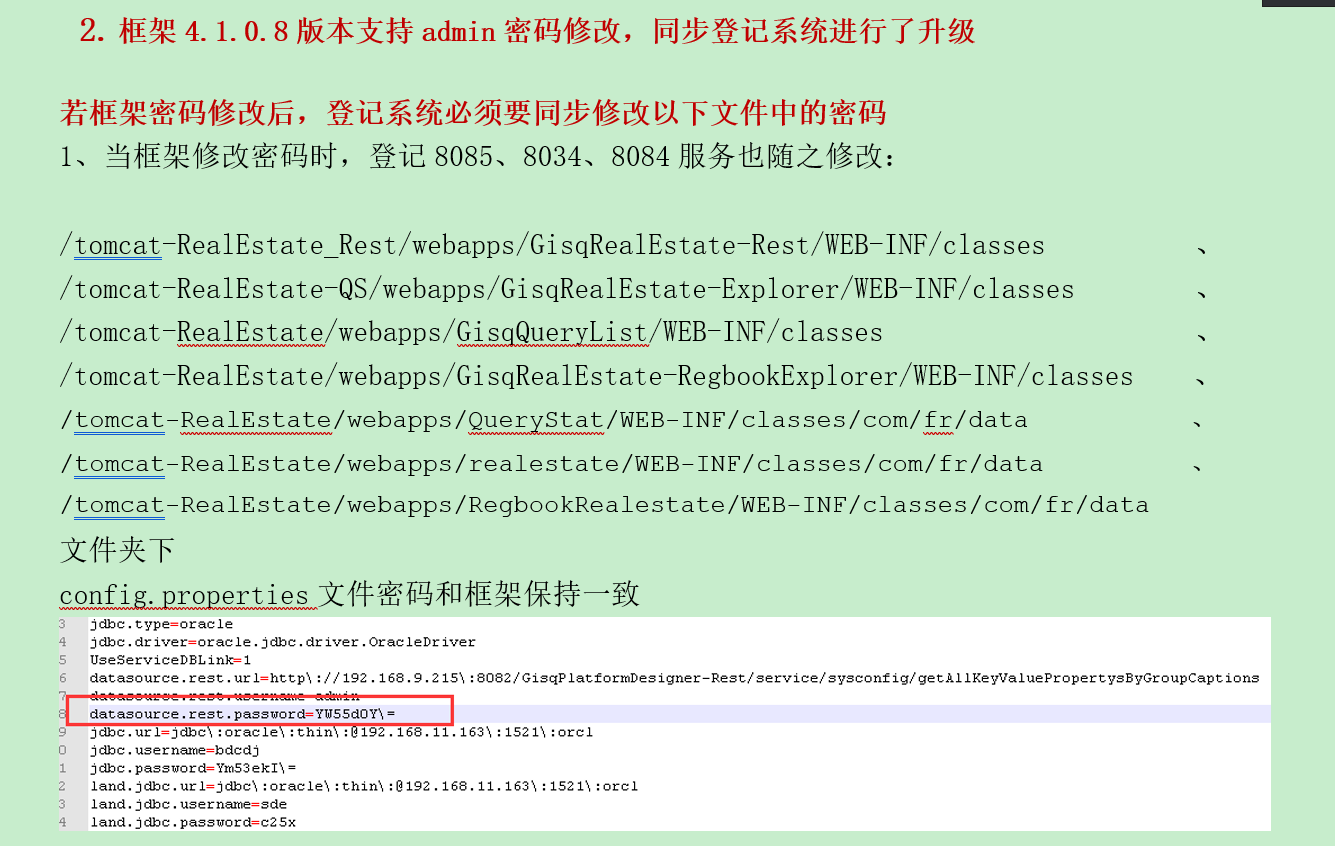 2. 框架 4.1.0.8 版本支持 admin 密码修改，同步登记系统进行了升级
若框架密码修改后，登记系统必须要同步修改以下文件中的密码
1、当框架修改密码时，登记 8085、8034、8084 服务也随之修改：
/tomcat-RealEstate_Rest/webapps/GisqRealEstate-Rest/WEB-INF/classes 、
/tomcat-RealEstate-QS/webapps/GisqRealEstate-Explorer/WEB-INF/classes 、
/tomcat-RealEstate/webapps/GisqQueryList/WEB-INF/classes 、
/tomcat-RealEstate/webapps/GisqRealEstate-RegbookExplorer/WEB-INF/classes 、
/tomcat-RealEstate/webapps/QueryStat/WEB-INF/classes/com/fr/data 、
/tomcat-RealEstate/webapps/realestate/WEB-INF/classes/com/fr/data 、
/tomcat-RealEstate/webapps/RegbookRealestate/WEB-INF/classes/com/fr/data
文件夹下
config.properties 文件密码和框架保持一致
3 jdbc.type=oracle
4 jdbc.driver=oracle.jdbc.driver.OracleDriver
5 UseServiceDBLink=1
6 datasource.rest.url=http\://192.168.9.215\:8082/GisqPlatformDesigner-Rest/service/sysconfig/getAllKeyValuePropertysByGroupCaptions
7 datasource.rest.username=admin
8 datasource.rest.password=YW55dOY\=
9 jdbc.url=jdbc\:oracle\:thin\:@192.168.11.163\:1521\:orcl
0 jdbc.username=bdcdj
1 jdbc.password=Ym53ekI\=
2 land.jdbc.url=jdbc\:oracle\:thin\:@192.168.11.163\:1521\:orcl
3 land.jdbc.username=sde
4 land.jdbc.password=c25x